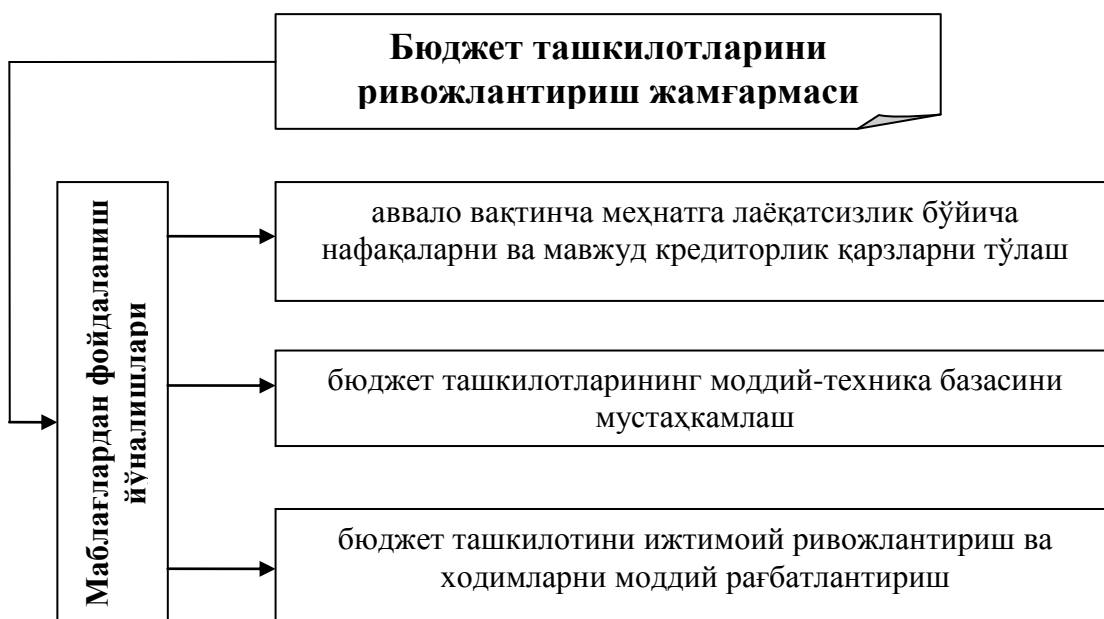 Бюджет ташкилотларини
ривожлантириш жамғармаси
Маблағлардан фойдаланиш
йўналишлари
аввало вақтинча меҳнатга лаёқатсизлик бўйича
нафақаларни ва мавжуд кредиторлик қарзларни тўлаш
бюджет ташкилотларининг моддий-техника базасини
мустаҳкамлаш
бюджет ташкилотини ижтимоий ривожлантириш ва
ходимларни моддий рағбатлантириш